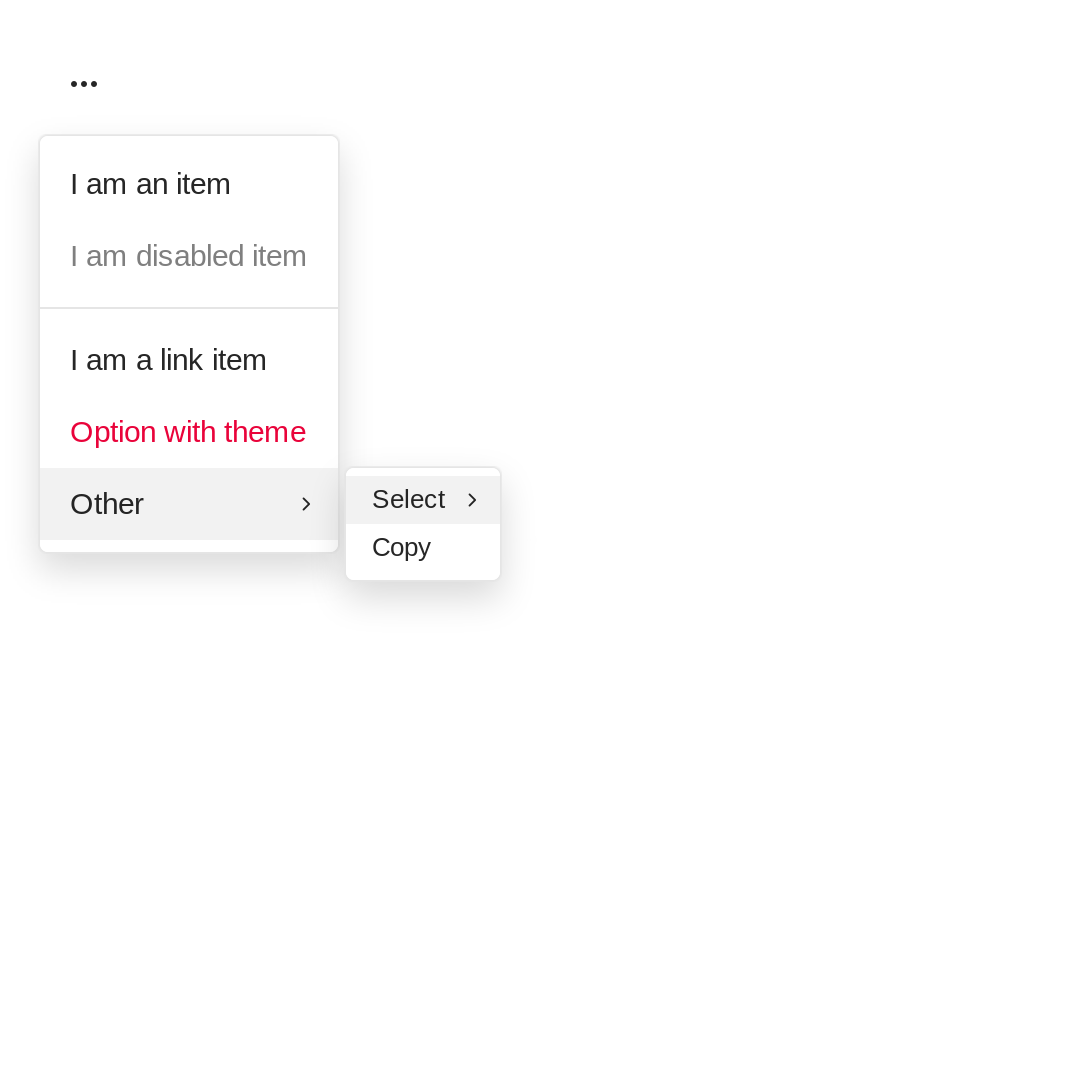 I am an item
I am disabled item
I am a link item
Option with theme
Other
Select
Copy